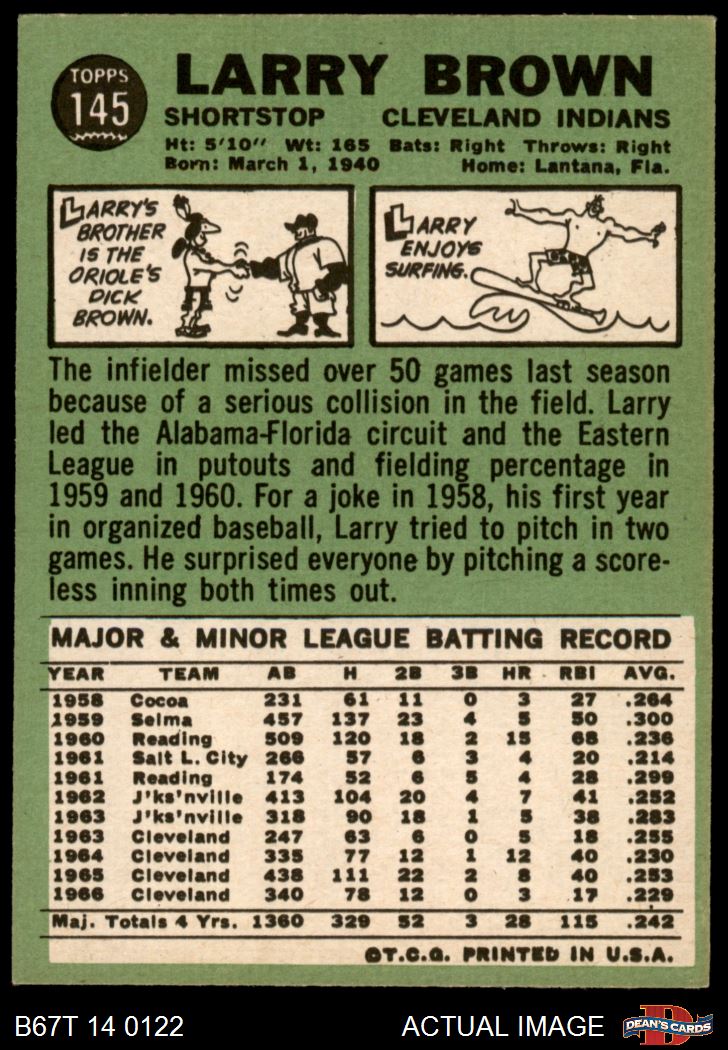 TOPPS
145
LARRY BROWN
SHORTSTOP CLEVELAND INDIANS
Ht: 5'10" Wt: 165 Bats: Right Throws: Right
Born: March 1, 1940 Home: Lantana, Fla.
LARRY'S
BROTHER
IS THE
ORIOLE'S
DICK
BROWN.
LARRY
ENJOYS
SURFING.
The infielder missed over 50 games last season
because of a serious collision in the field. Larry
led the Alabama-Florida circuit and the Eastern
League in putouts and fielding percentage in
1959 and 1960. For a joke in 1958, his first year
in organized baseball, Larry tried to pitch in two
games. He surprised everyone by pitching a score-
less inning both times out.
MAJOR & MINOR LEAGUE BATTING RECORD
YEAR TEAM AB H 2B 3B HR RBI AVG.
1958 Cocoa 231 61 11 0 3 27 .264
1959 Selma 457 137 23 4 5 50 .300
1960 Reading 509 120 18 2 15 68 .236
1961 Salt L. City 266 57 6 3 4 20 .214
1961 Reading 174 52 6 5 4 28 .299
1962 J'ks'nville 413 104 20 4 7 41 .252
1963 J'ks'nville 318 90 18 1 5 38 .283
1963 Cleveland 247 63 6 0 5 18 .255
1964 Cleveland 335 77 12 1 12 40 .230
1965 Cleveland 438 111 22 2 8 40 .253
1966 Cleveland 340 78 12 0 3 17 .229
Maj. Totals 4 Yrs. 1360 329 52 3 28 115 .242
©T.C.G. PRINTED IN U.S.A.
B67T 14 0122 ACTUAL IMAGE
DEAN'S CARDS